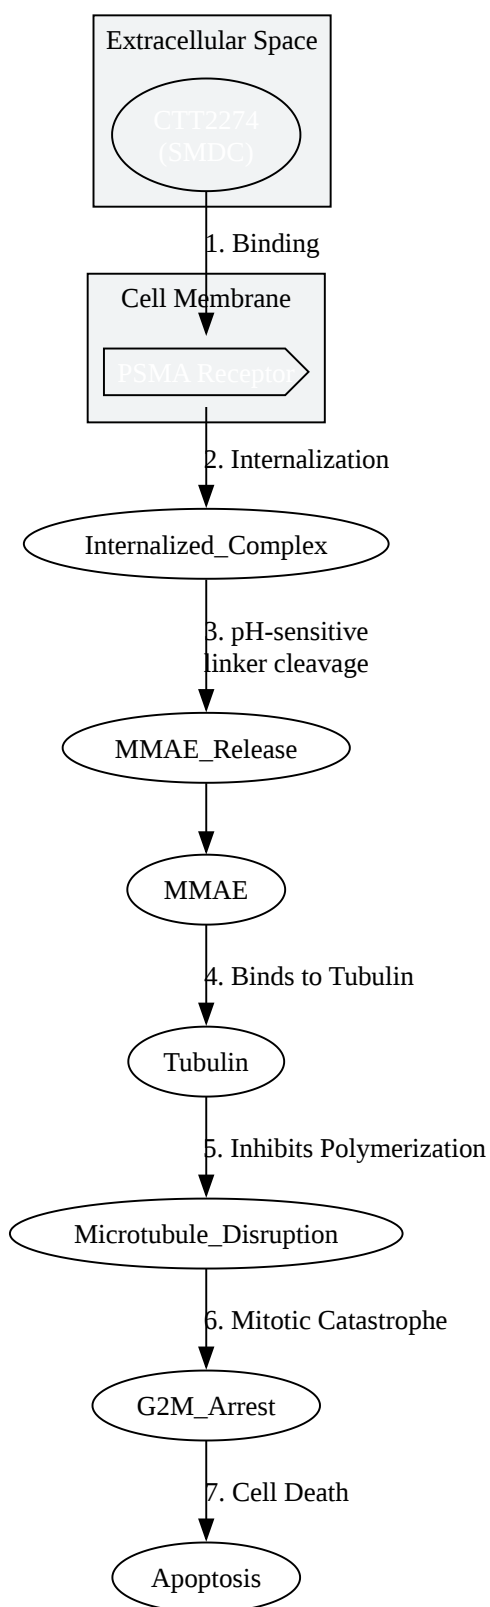 Extracellular Space
CTT2274
(SMDC)
1. Binding
Cell Membrane
PSMA Receptor
2. Internalization
Internalized_Complex
3. pH-sensitive
linker cleavage
MMAE_Release
MMAE
4. Binds to Tubulin
Tubulin
5. Inhibits Polymerization
Microtubule_Disruption
6. Mitotic Catastrophe
G2M_Arrest
7. Cell Death
Apoptosis